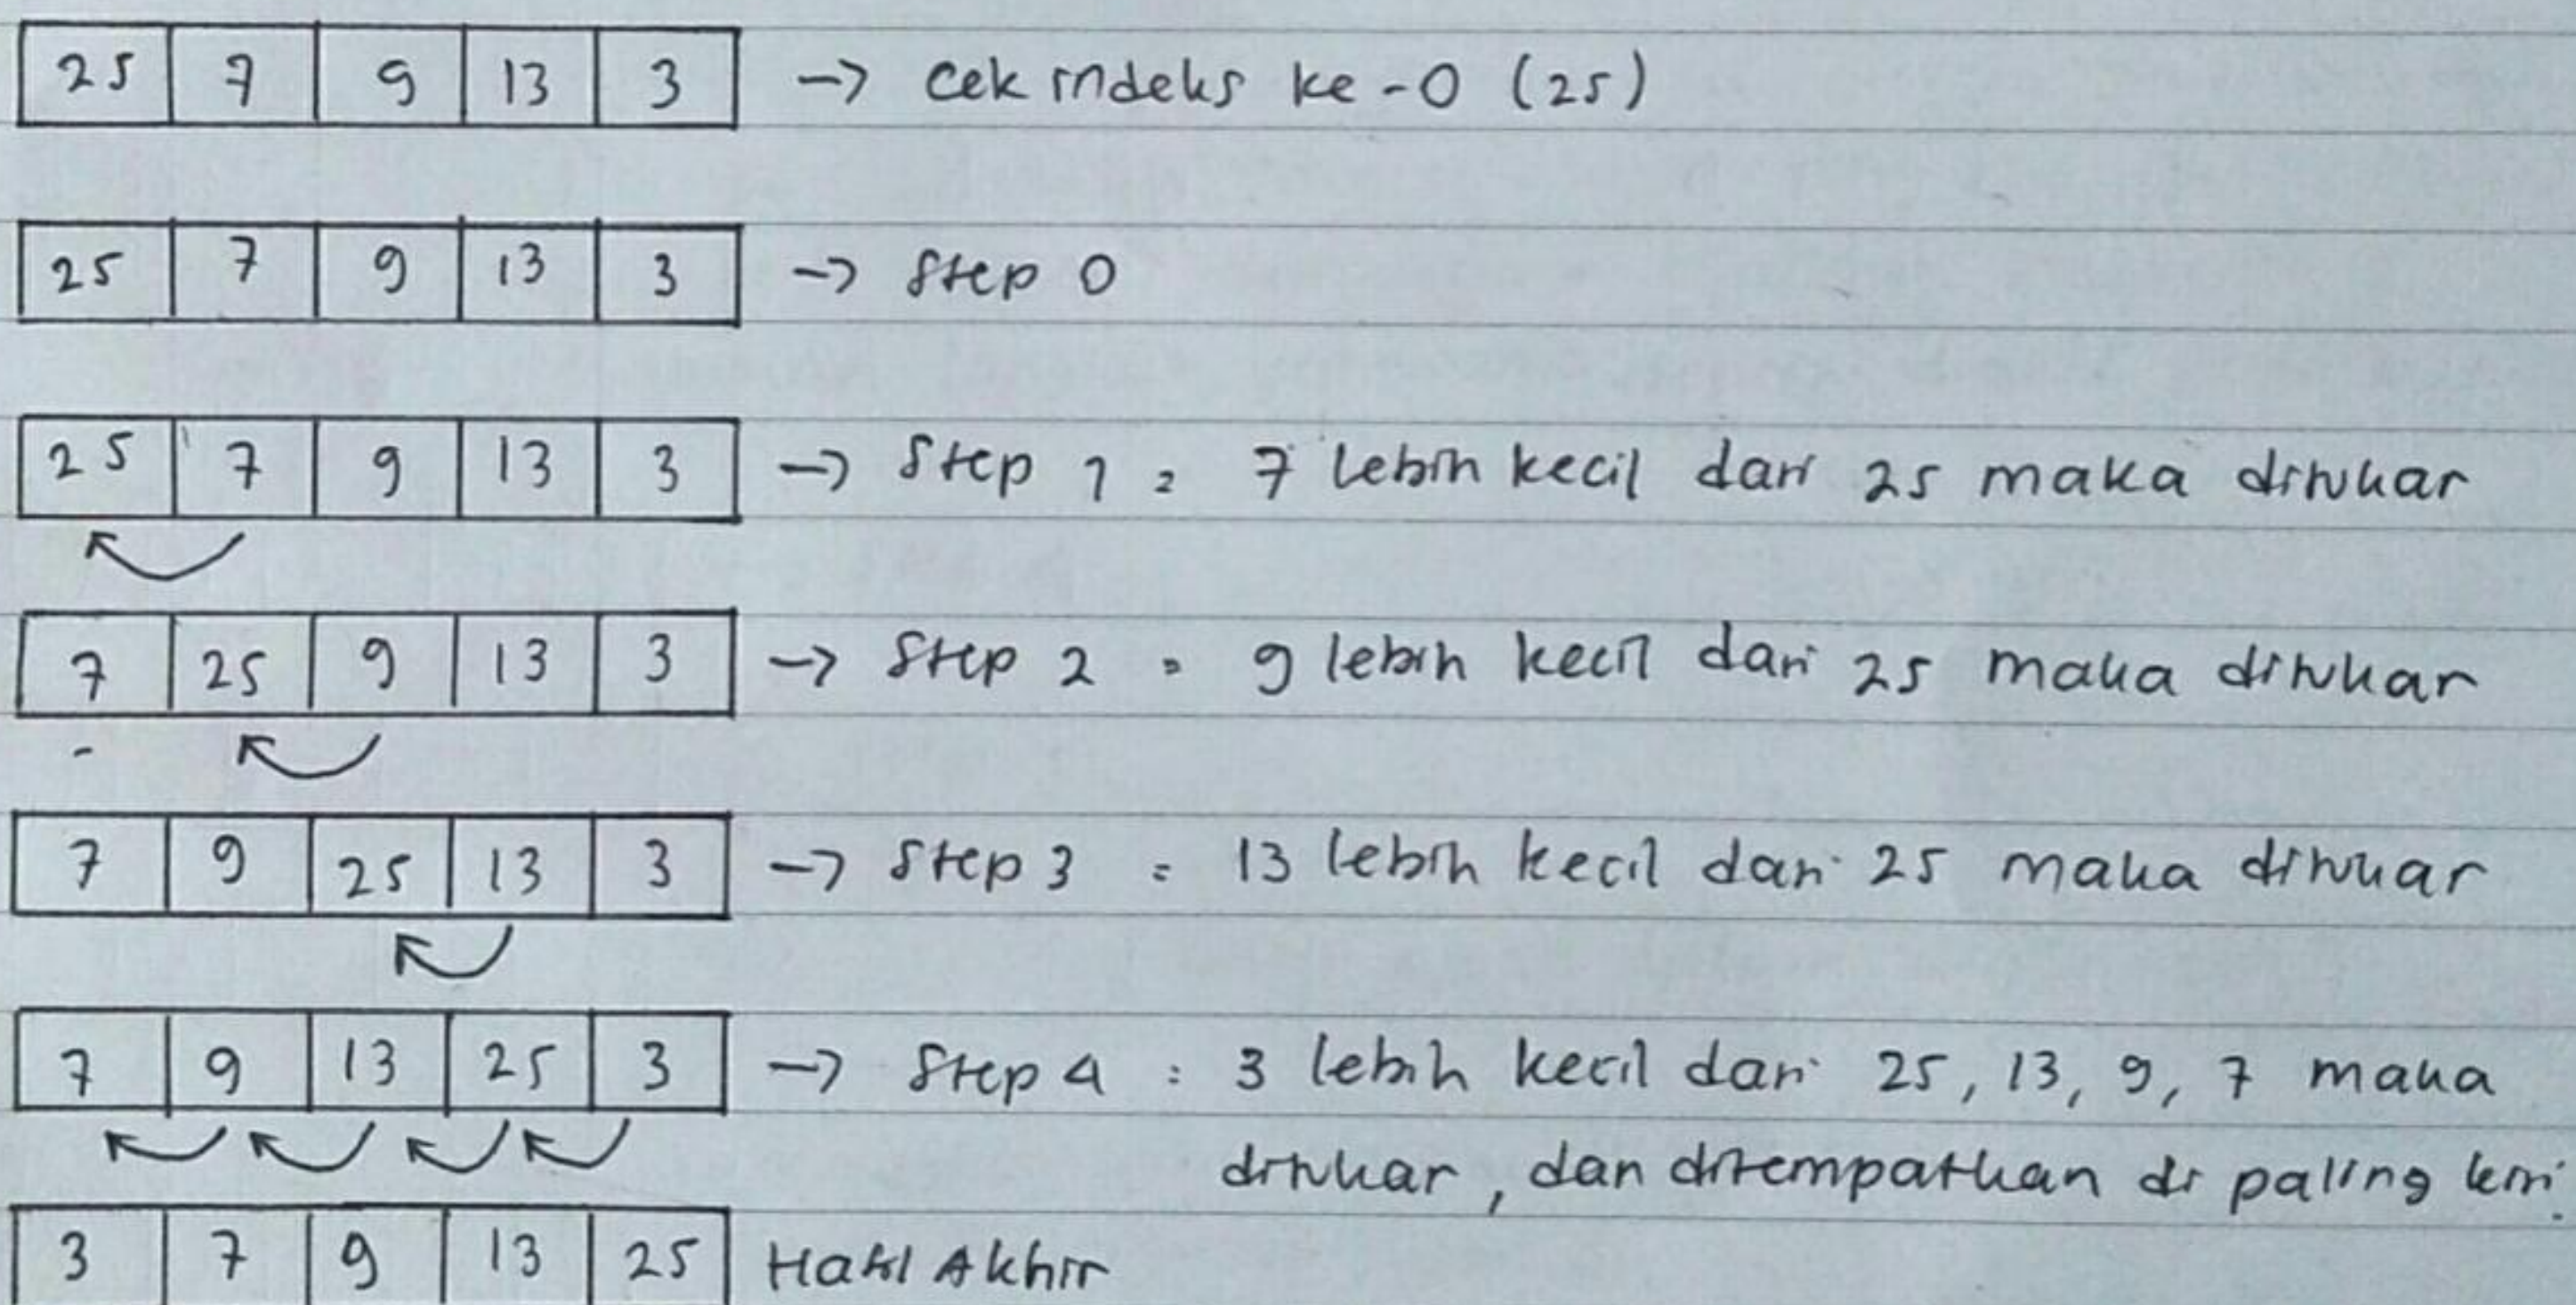 25 7 9 13 3 -> Cek indeks ke-0 (25)
25 7 9 13 3 -> Step 0
25 7 9 13 3 -> Step 1 = 7 lebih kecil dari 25 maka ditukar
7 25 9 13 3 -> Step 2 = 9 lebih kecil dari 25 maka ditukar
7 9 25 13 3 -> Step 3 = 13 lebih kecil dari 25 maka ditukar
7 9 13 25 3 -> Step 4 : 3 lebih kecil dari 25, 13, 9, 7 maka
ditukar, dan ditempatkan di paling kiri.
3 7 9 13 25 Hasil Akhir